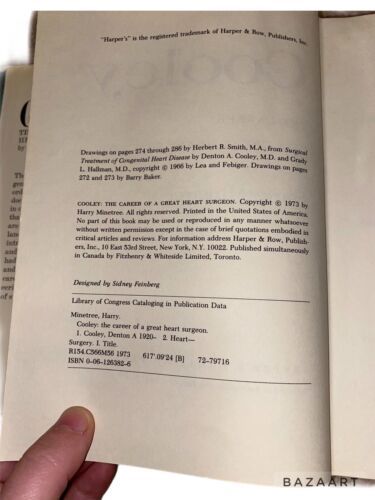 "Harper's" is the registered trademark of Harper & Row, Publishers, Inc.
Cooley
Drawings on pages 274 through 286 by Herbert R. Smith, M.A., from Surgical
Treatment of Congenital Heart Disease by Denton A. Cooley, M.D. and Grady
L. Hallman, M.D., copyright © 1966 by Lea and Febiger. Drawings on pages
272 and 273 by Barry Baker.
COOLEY: THE CAREER OF A GREAT HEART SURGEON. Copyright © 1973 by
Harry Minetree. All rights reserved. Printed in the United States of America.
No part of this book may be used or reproduced in any manner whatsoever
without written permission except in the case of brief quotations embodied in
critical articles and reviews. For information address Harper & Row, Publish-
ers, Inc., 10 East 53rd Street, New York, N.Y. 10022. Published simultaneously
in Canada by Fitzhenry & Whiteside Limited, Toronto.
Designed by Sidney Feinberg
Library of Congress Cataloging in Publication Data
Minetree, Harry.
Cooley: the career of a great heart surgeon.
1. Cooley, Denton A 1920- 2. Heart—
Surgery. I. Title.
R154.C566M56 1973 617'.09'24 [B] 72-79716
ISBN 0-06-126382-6
BAZAART